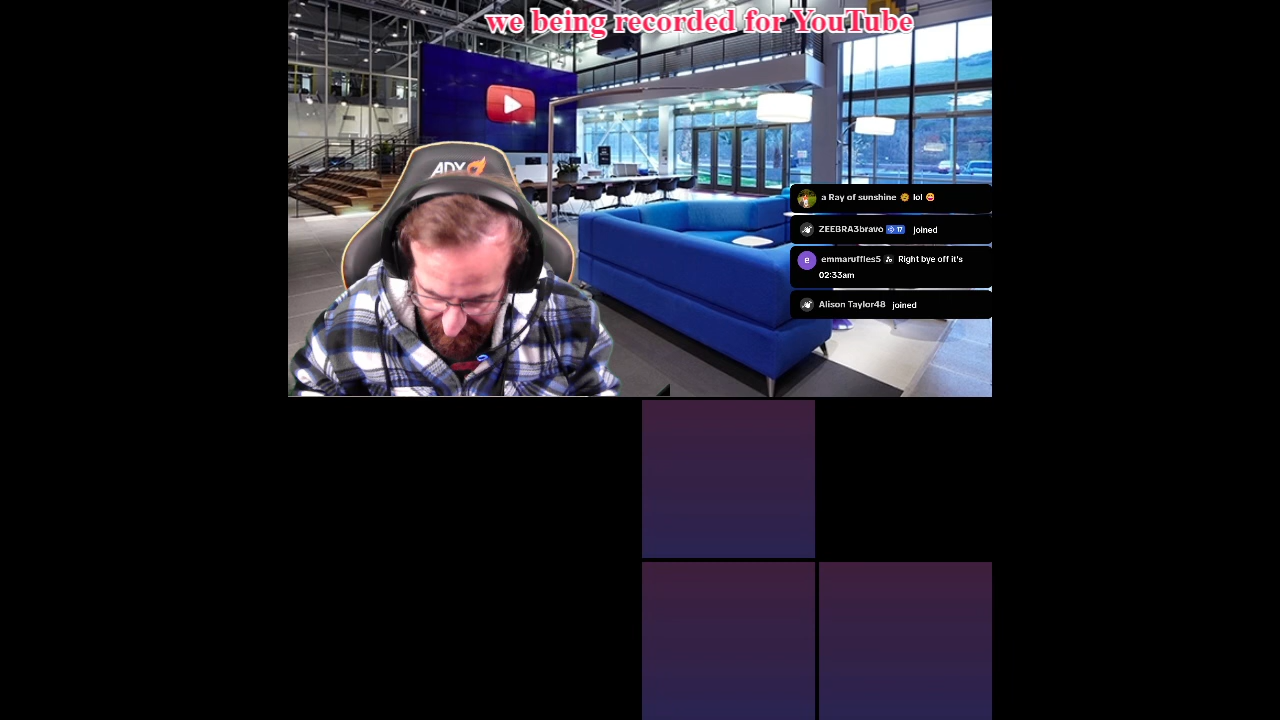 we being recorded for YouTube
ADX
a Ray of sunshine 🌞 lol 😝
ZEEBRA3bravo 17 joined
e emmaruffles5 Right bye off it's
02:33am
Alison Taylor48 joined